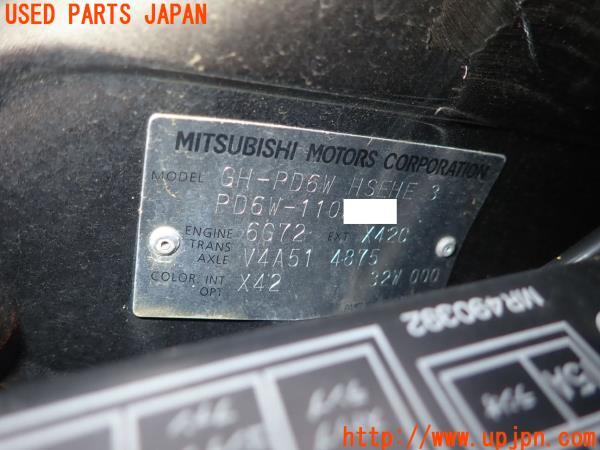 USED PARTS JAPAN
MITSUBISHI MOTORS CORPORATION
MODEL GH-PD6W HSEHE 3
PD6W-110
ENGINE 6G72 EXT X42C
TRANS AXLE V4A51 4875
COLOR, INT X42 32W 000
OPT
MR490392
5A
http://www.upjpn.com